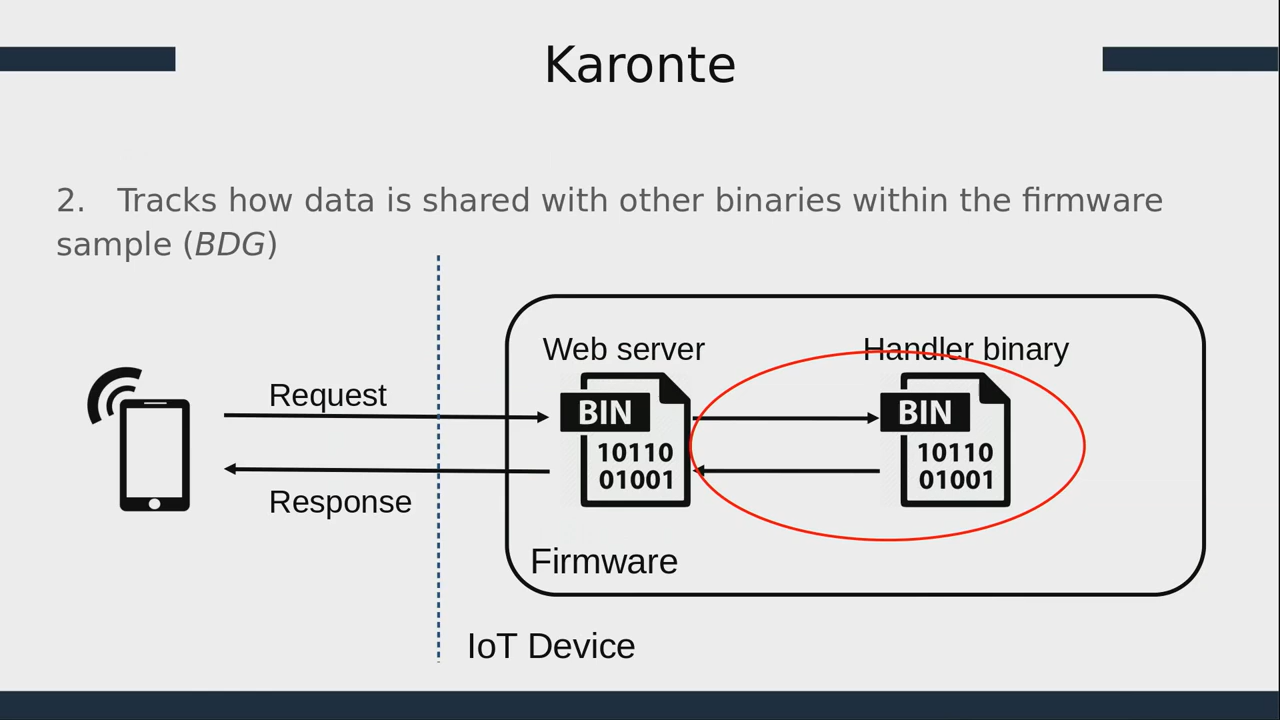 Karonte
2. Tracks how data is shared with other binaries within the firmware
sample (BDG)
Web server
Handler binary
Request
BIN
10110
01001
BIN
10110
01001
Response
Firmware
IoT Device